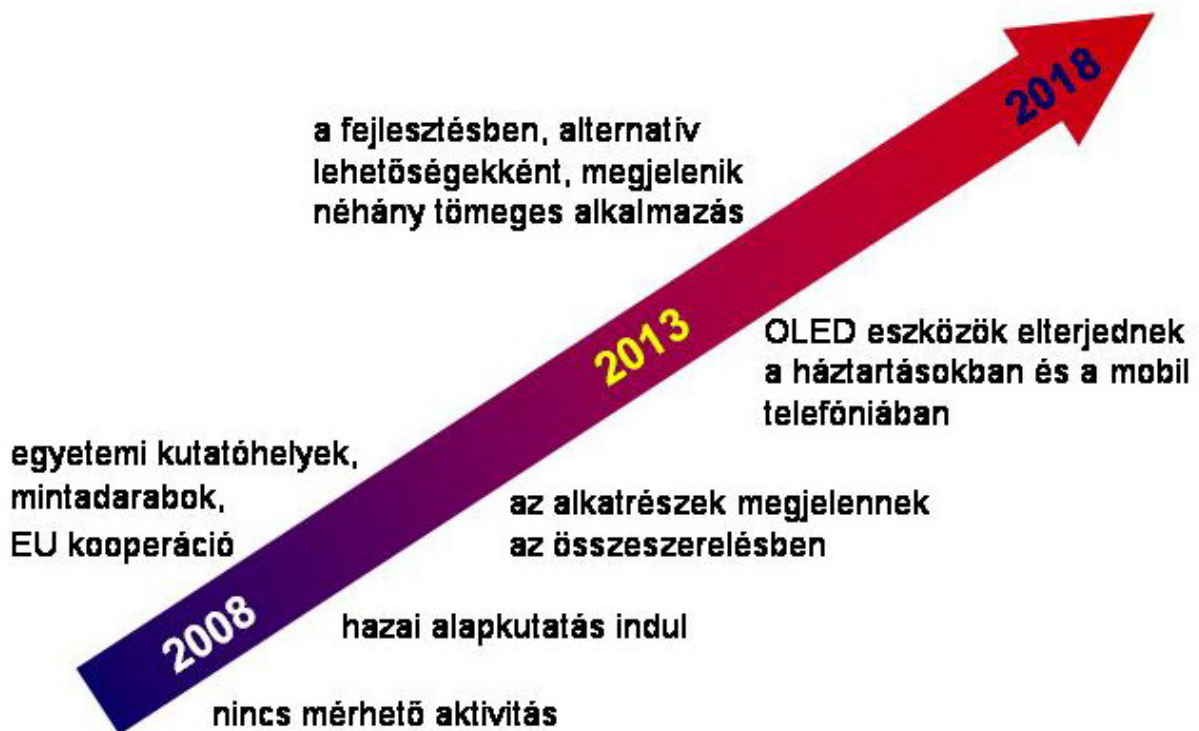 2018
a fejlesztésben, alternatív
lehetőségekként, megjelenik
néhány tömeges alkalmazás
2013
OLED eszközök elterjednek
a háztartásokban és a mobil
telefóniában
egyetemi kutatóhelyek,
mintadarabok,
EU kooperáció
az alkatrészek megjelennek
az összeszerelésben
2008
hazai alapkutatás indul
nincs mérhető aktivitás